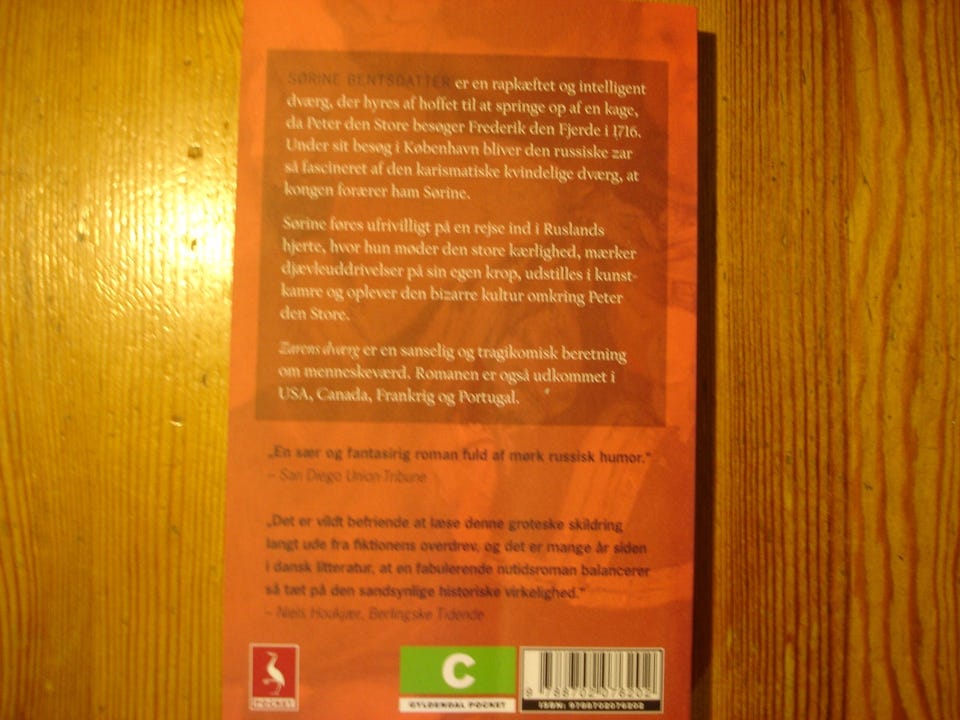 SØRINE BENTSDATTER er en rapkæftet og intelligent
dværg, der hyres af hoffet til at springe op af en kage,
da Peter den Store besøger Frederik den Fjerde i 1716.
Under sit besøg i København bliver den russiske zar
så fascineret af den karismatiske kvindelige dværg, at
kongen forærer ham Sørine.
Sørine føres ufrivilligt på en rejse ind i Ruslands
hjerte, hvor hun møder den store kærlighed, mærker
djævleuddrivelser på sin egen krop, udstilles i kunst-
kamre og oplever den bizarre kultur omkring Peter
den Store.
Zarens dværg er en sanselig og tragikomisk beretning
om menneskeværd. Romanen er også udkommet i
USA, Canada, Frankrig og Portugal.
„En sær og fantasirig roman fuld af mørk russisk humor.“
– San Diego Union-Tribune
„Det er vildt befriende at læse denne groteske skildring
langt ude fra fiktionens overdrev, og det er mange år siden
i dansk litteratur, at en fabulerende nutidsroman balancerer
så tæt på den sandsynlige historiske virkelighed.“
– Niels Houkjær, Berlingske Tidende
POCKET
C
GYLDENDAL POCKET
9 788702 076202
ISBN: 9788702076202